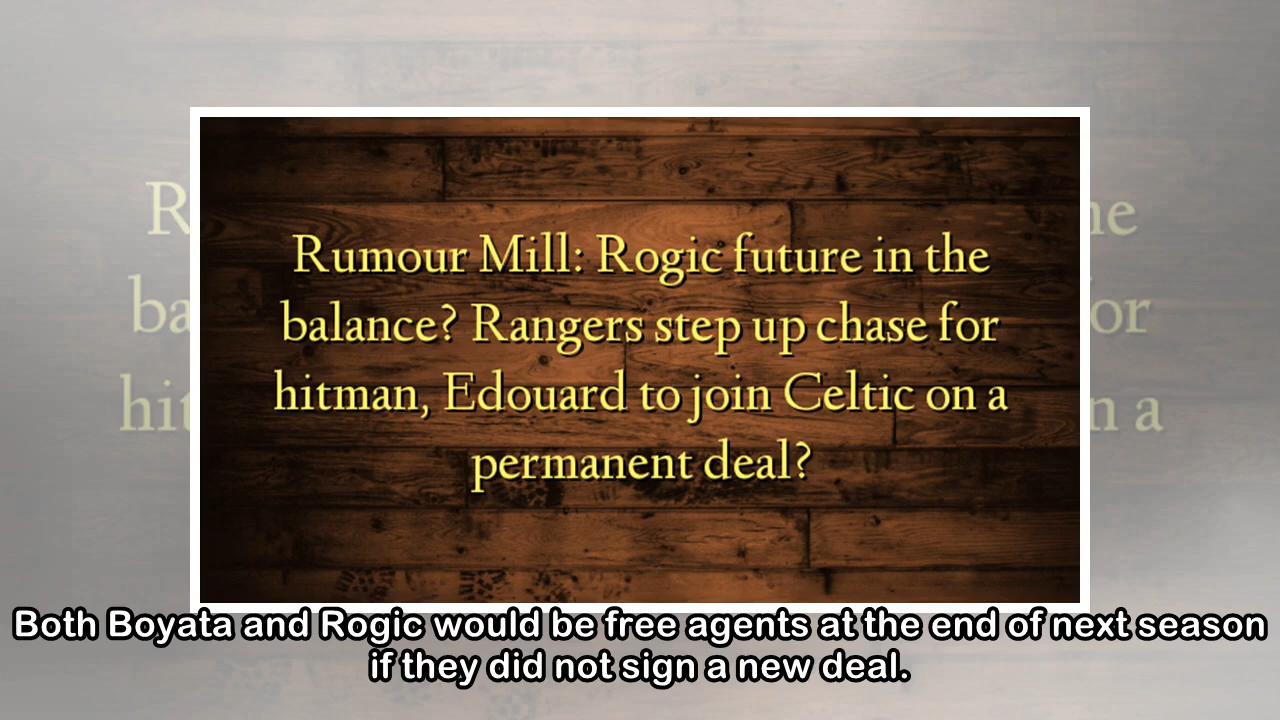 Rumour Mill: Rogic future in the
balance? Rangers step up chase for
hitman, Edouard to join Celtic on a
permanent deal?
Both Boyata and Rogic would be free agents at the end of next season
if they did not sign a new deal.